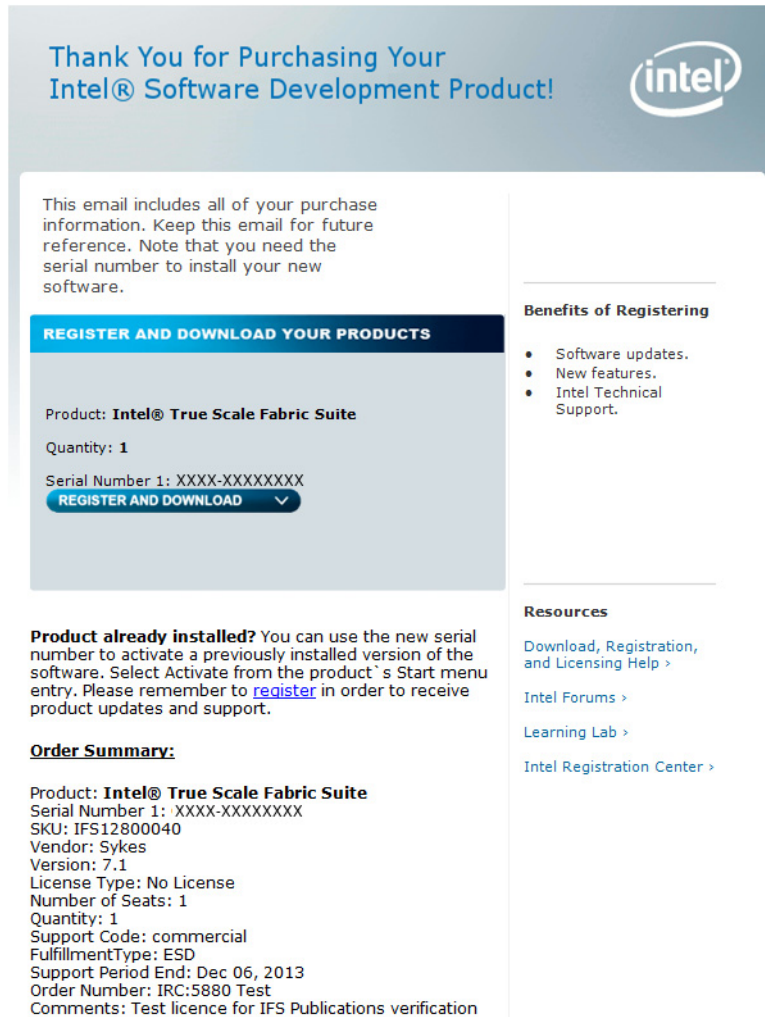 Thank You for Purchasing Your
Intel® Software Development Product!
intel
This email includes all of your purchase
information. Keep this email for future
reference. Note that you need the
serial number to install your new
software.
REGISTER AND DOWNLOAD YOUR PRODUCTS
Product: Intel® True Scale Fabric Suite
Quantity: 1
Serial Number 1: XXXX-XXXXXXXX
REGISTER AND DOWNLOAD
Product already installed? You can use the new serial
number to activate a previously installed version of the
software. Select Activate from the product`s Start menu
entry. Please remember to register in order to receive
product updates and support.
Order Summary:
Product: Intel® True Scale Fabric Suite
Serial Number 1: XXXX-XXXXXXXX
SKU: IFS12800040
Vendor: Sykes
Version: 7.1
License Type: No License
Number of Seats: 1
Quantity: 1
Support Code: commercial
FulfillmentType: ESD
Support Period End: Dec 06, 2013
Order Number: IRC:5880 Test
Comments: Test licence for IFS Publications verification
Benefits of Registering
• Software updates.
• New features.
• Intel Technical
Support.
Resources
Download, Registration,
and Licensing Help ›
Intel Forums ›
Learning Lab ›
Intel Registration Center ›